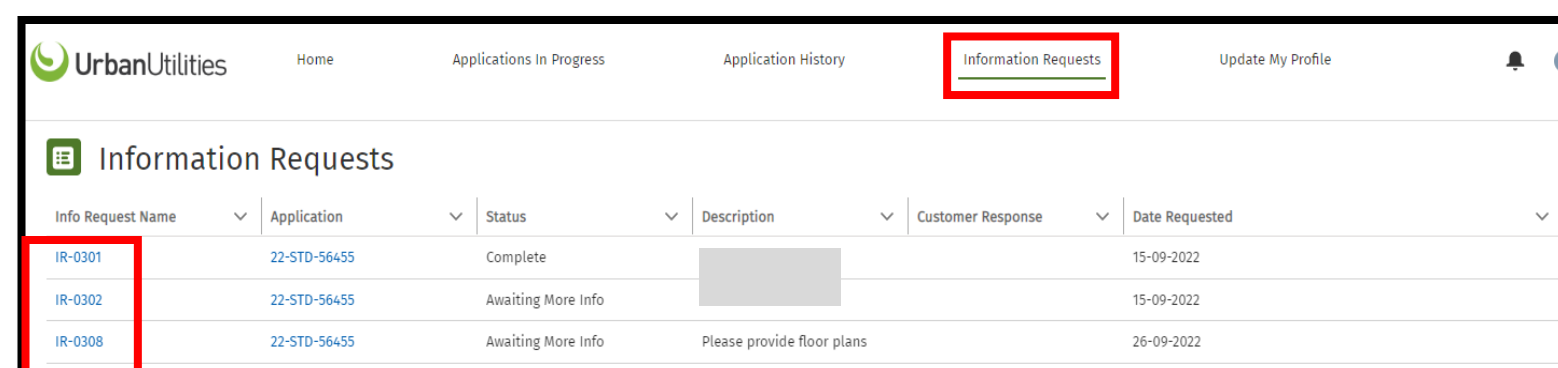 UrbanUtilities Home Applications In Progress Application History Information Requests Update My Profile
Information Requests
Info Request Name Application Status Description Customer Response Date Requested
IR-0301 22-STD-56455 Complete 15-09-2022
IR-0302 22-STD-56455 Awaiting More Info 15-09-2022
IR-0308 22-STD-56455 Awaiting More Info Please provide floor plans 26-09-2022